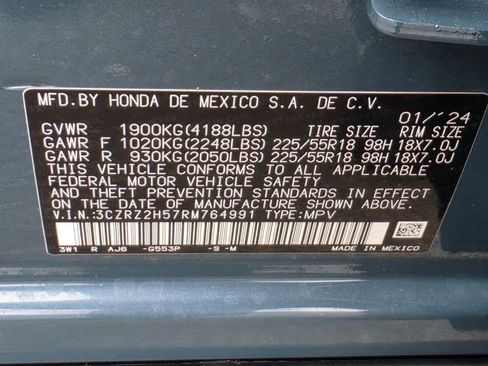 MFD.BY HONDA DE MEXICO S.A. DE C.V.
01/'24
GVWR 1900KG(4188LBS) TIRE SIZE RIM SIZE
GAWR F 1020KG(2248LBS) 225/55R18 98H 18X7.0J
GAWR R 930KG(2050LBS) 225/55R18 98H 18X7.0J
THIS VEHICLE CONFORMS TO ALL APPLICABLE
FEDERAL MOTOR VEHICLE SAFETY
STANDARDS IN EFFECT ON THE
DATE OF MANUFACTURE SHOWN ABOVE.
V.I.N.:3CZRZ2H57RM764991 TYPE:MPV
3W1 R AJ6 -G553P -S -M MADE IN MEXICO